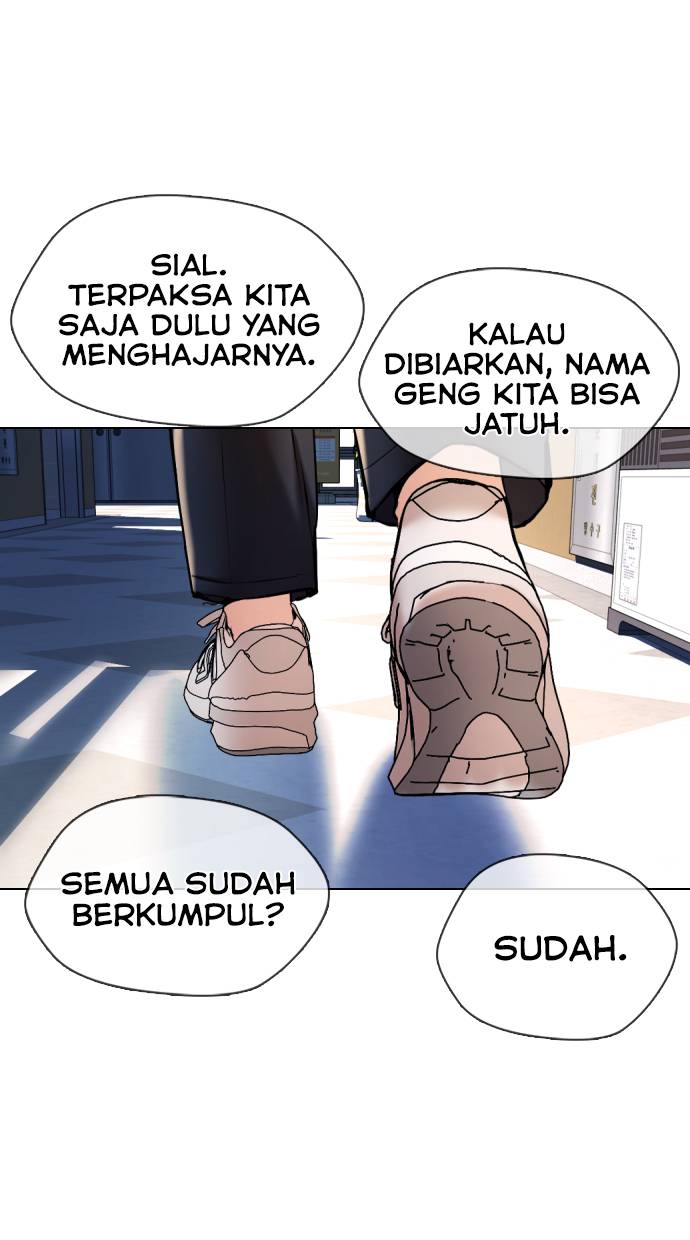 SIAL.
TERPAKSA KITA
SAJA DULU YANG
MENGHAJARNYA.
KALAU
DIBIARKAN, NAMA
GENG KITA BISA
JATUH.
SEMUA SUDAH
BERKUMPUL?
SUDAH.